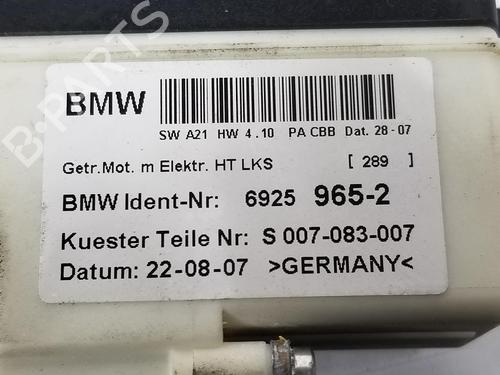 BMW
SW A21 HW 4.10 PA CBB Dat. 28-07
Getr.Mot. m Elektr. HT LKS [ 289 ]
BMW Ident-Nr: 6925 965-2
Kuester Teile Nr: S 007-083-007
Datum: 22-08-07 >GERMANY<
B-PARTS